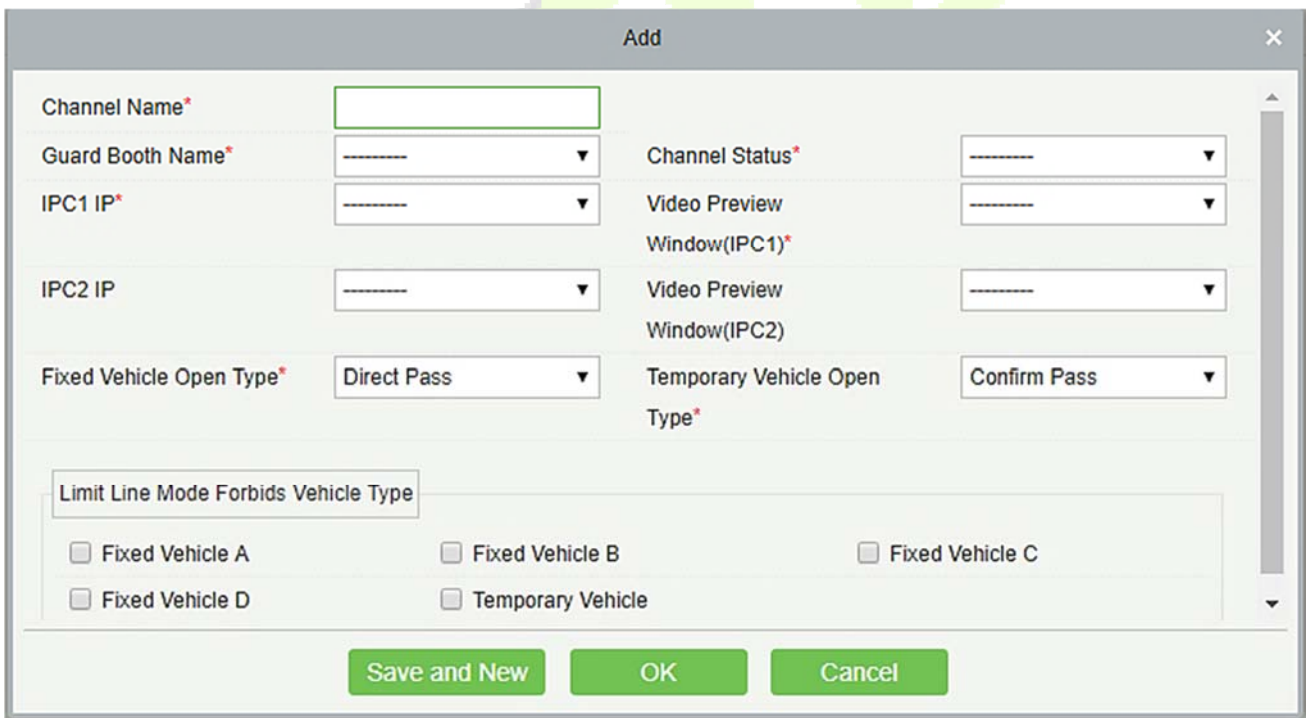 Add ×
Channel Name*
Guard Booth Name* --------- Channel Status* ---------
IPC1 IP* --------- Video Preview ---------
Window(IPC1)*
IPC2 IP --------- Video Preview ---------
Window(IPC2)
Fixed Vehicle Open Type* Direct Pass Temporary Vehicle Open Confirm Pass
Type*
Limit Line Mode Forbids Vehicle Type
Fixed Vehicle A Fixed Vehicle B Fixed Vehicle C
Fixed Vehicle D Temporary Vehicle
Save and New OK Cancel